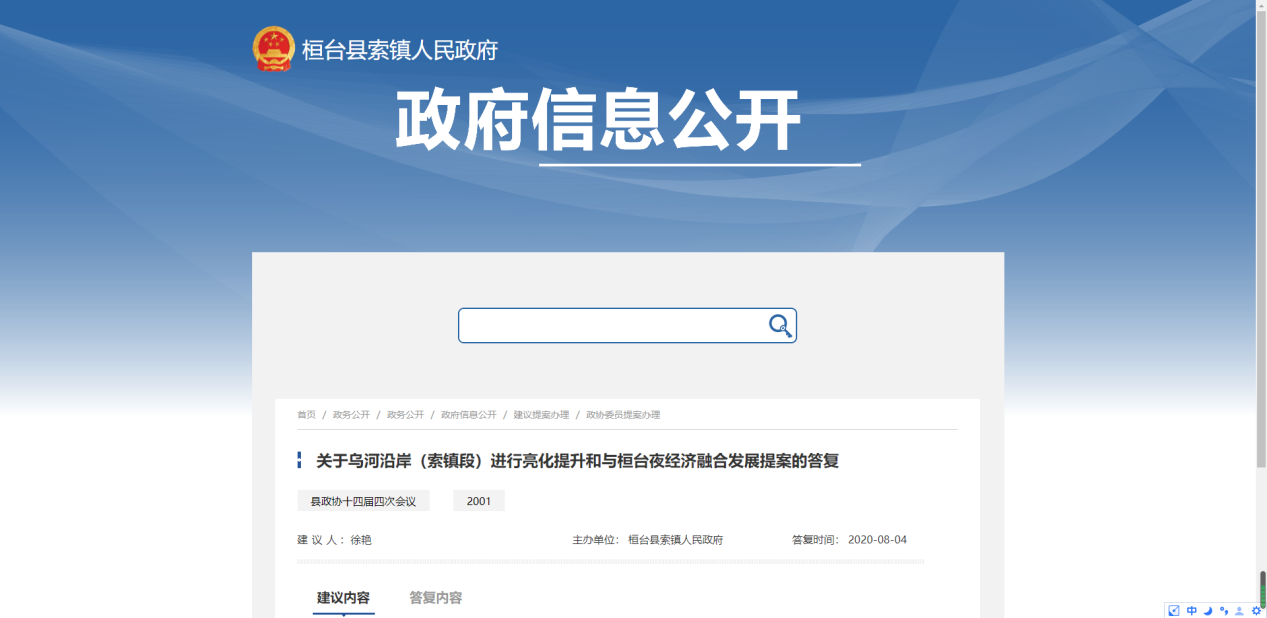 桓台县索镇人民政府
政府信息公开
首页 / 政务公开 / 政务公开 / 政府信息公开 / 建议提案办理 / 政协委员提案办理
关于乌河沿岸（索镇段）进行亮化提升和与桓台夜经济融合发展提案的答复
县政协十四届四次会议 2001
建 议 人： 徐艳 主办单位： 桓台县索镇人民政府 答复时间： 2020-08-04
建议内容 答复内容
中